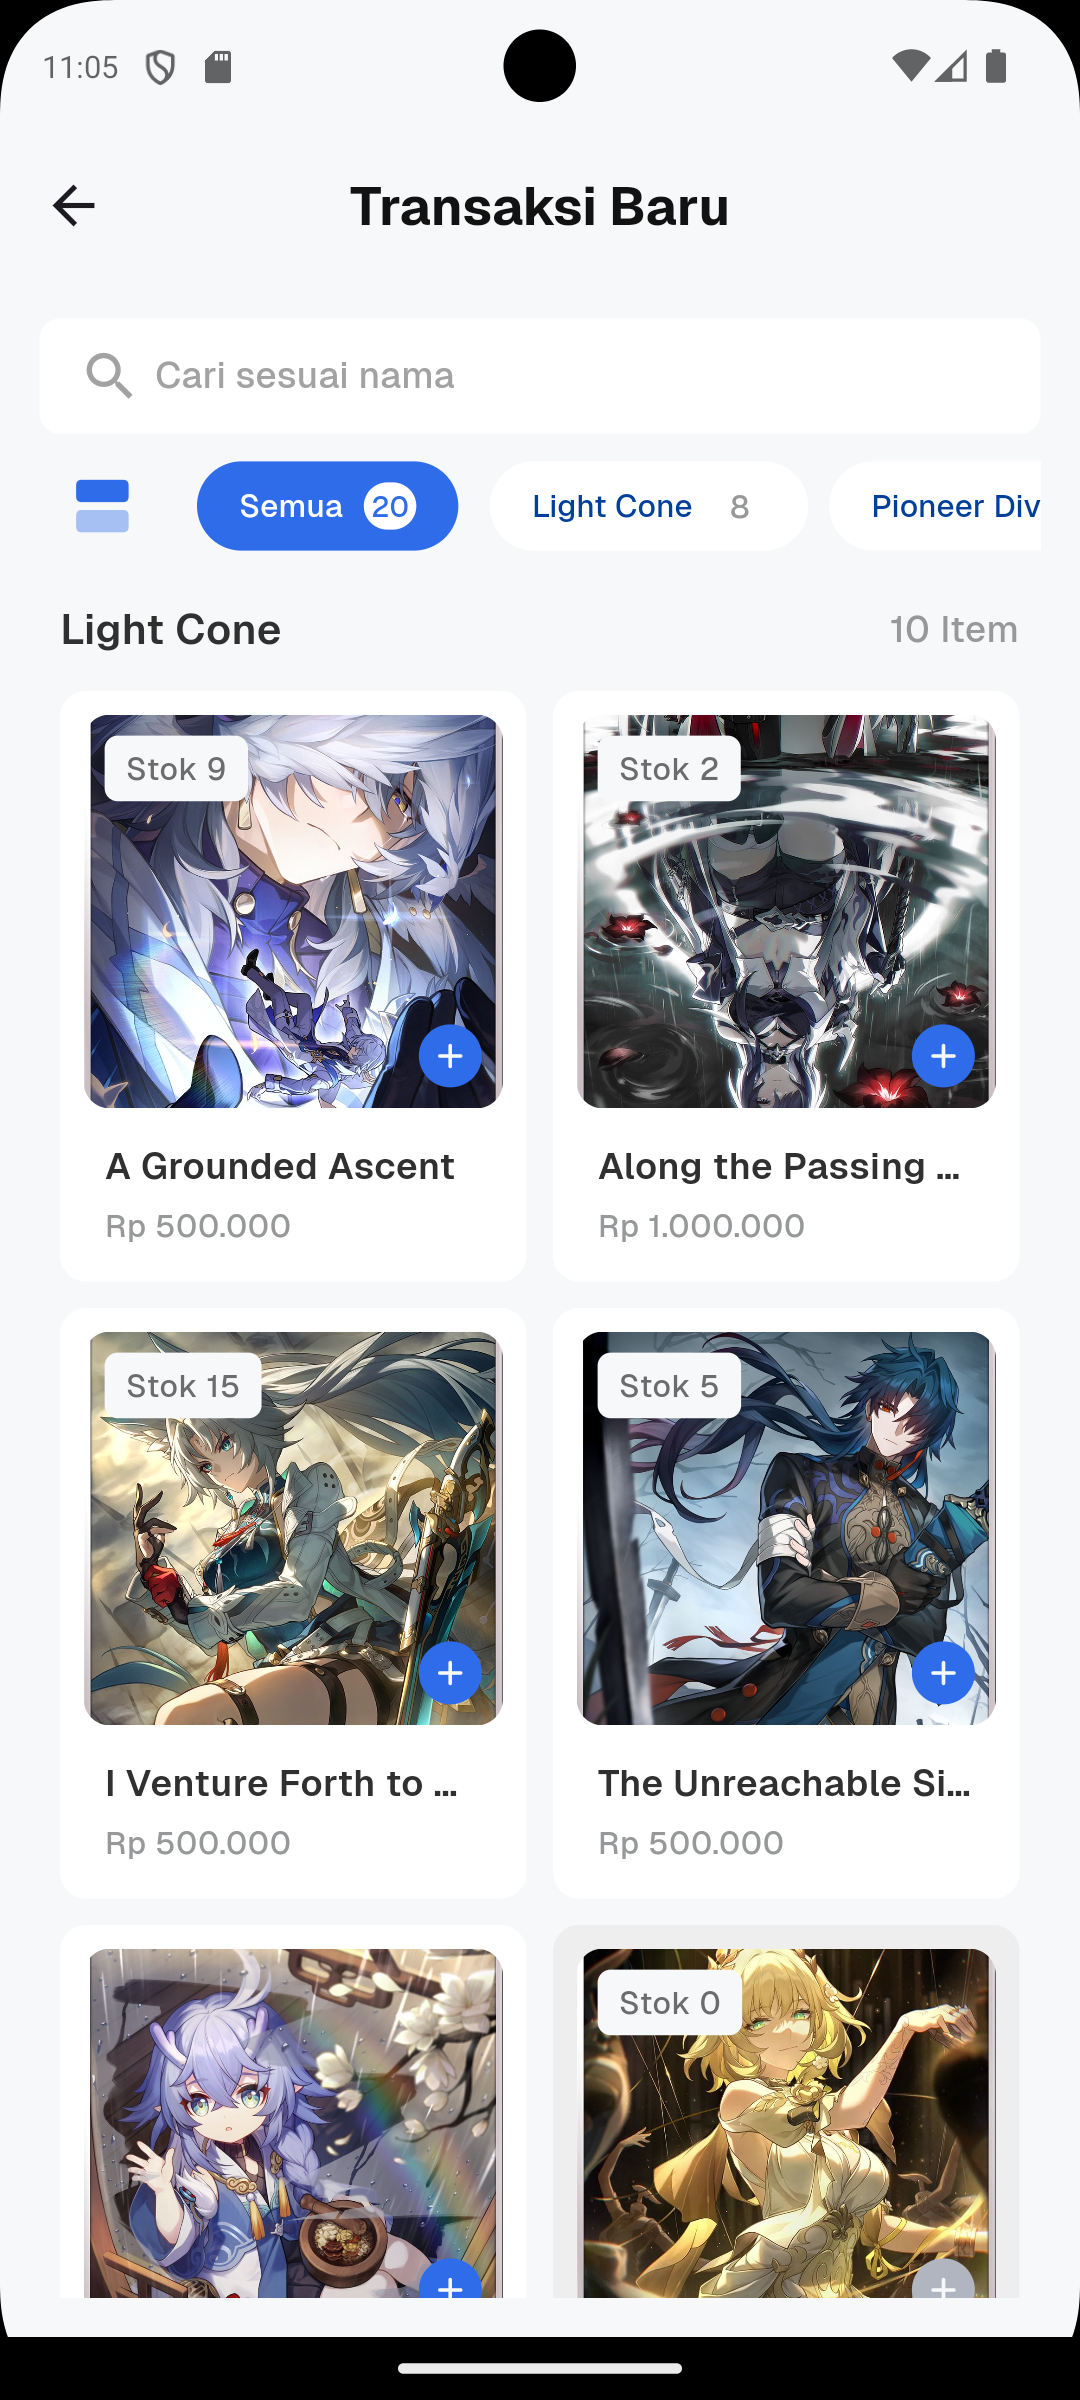 11:05
Transaksi Baru
Cari sesuai nama
Semua 20 Light Cone 8 Pioneer Div
Light Cone 10 Item
Stok 9
Stok 2
A Grounded Ascent
Rp 500.000
Along the Passing ...
Rp 1.000.000
Stok 15
Stok 5
I Venture Forth to ...
Rp 500.000
The Unreachable Si...
Rp 500.000
Stok 0